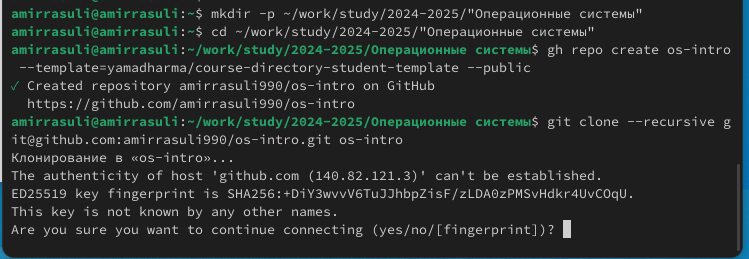 amirrasuli@amirrasuli:~$ mkdir -p ~/work/study/2024-2025/"Операционные системы"
amirrasuli@amirrasuli:~$ cd ~/work/study/2024-2025/"Операционные системы"
amirrasuli@amirrasuli:~/work/study/2024-2025/Операционные системы$ gh repo create os-intro
--template=yamadharma/course-directory-student-template --public
✓ Created repository amirrasuli990/os-intro on GitHub
https://github.com/amirrasuli990/os-intro
amirrasuli@amirrasuli:~/work/study/2024-2025/Операционные системы$ git clone --recursive g
it@github.com:amirrasuli990/os-intro.git os-intro
Клонирование в «os-intro»...
The authenticity of host 'github.com (140.82.121.3)' can't be established.
ED25519 key fingerprint is SHA256:+DiY3wvvV6TuJJhbpZisF/zLDA0zPMSvHdkr4UvCOqU.
This key is not known by any other names.
Are you sure you want to continue connecting (yes/no/[fingerprint])?